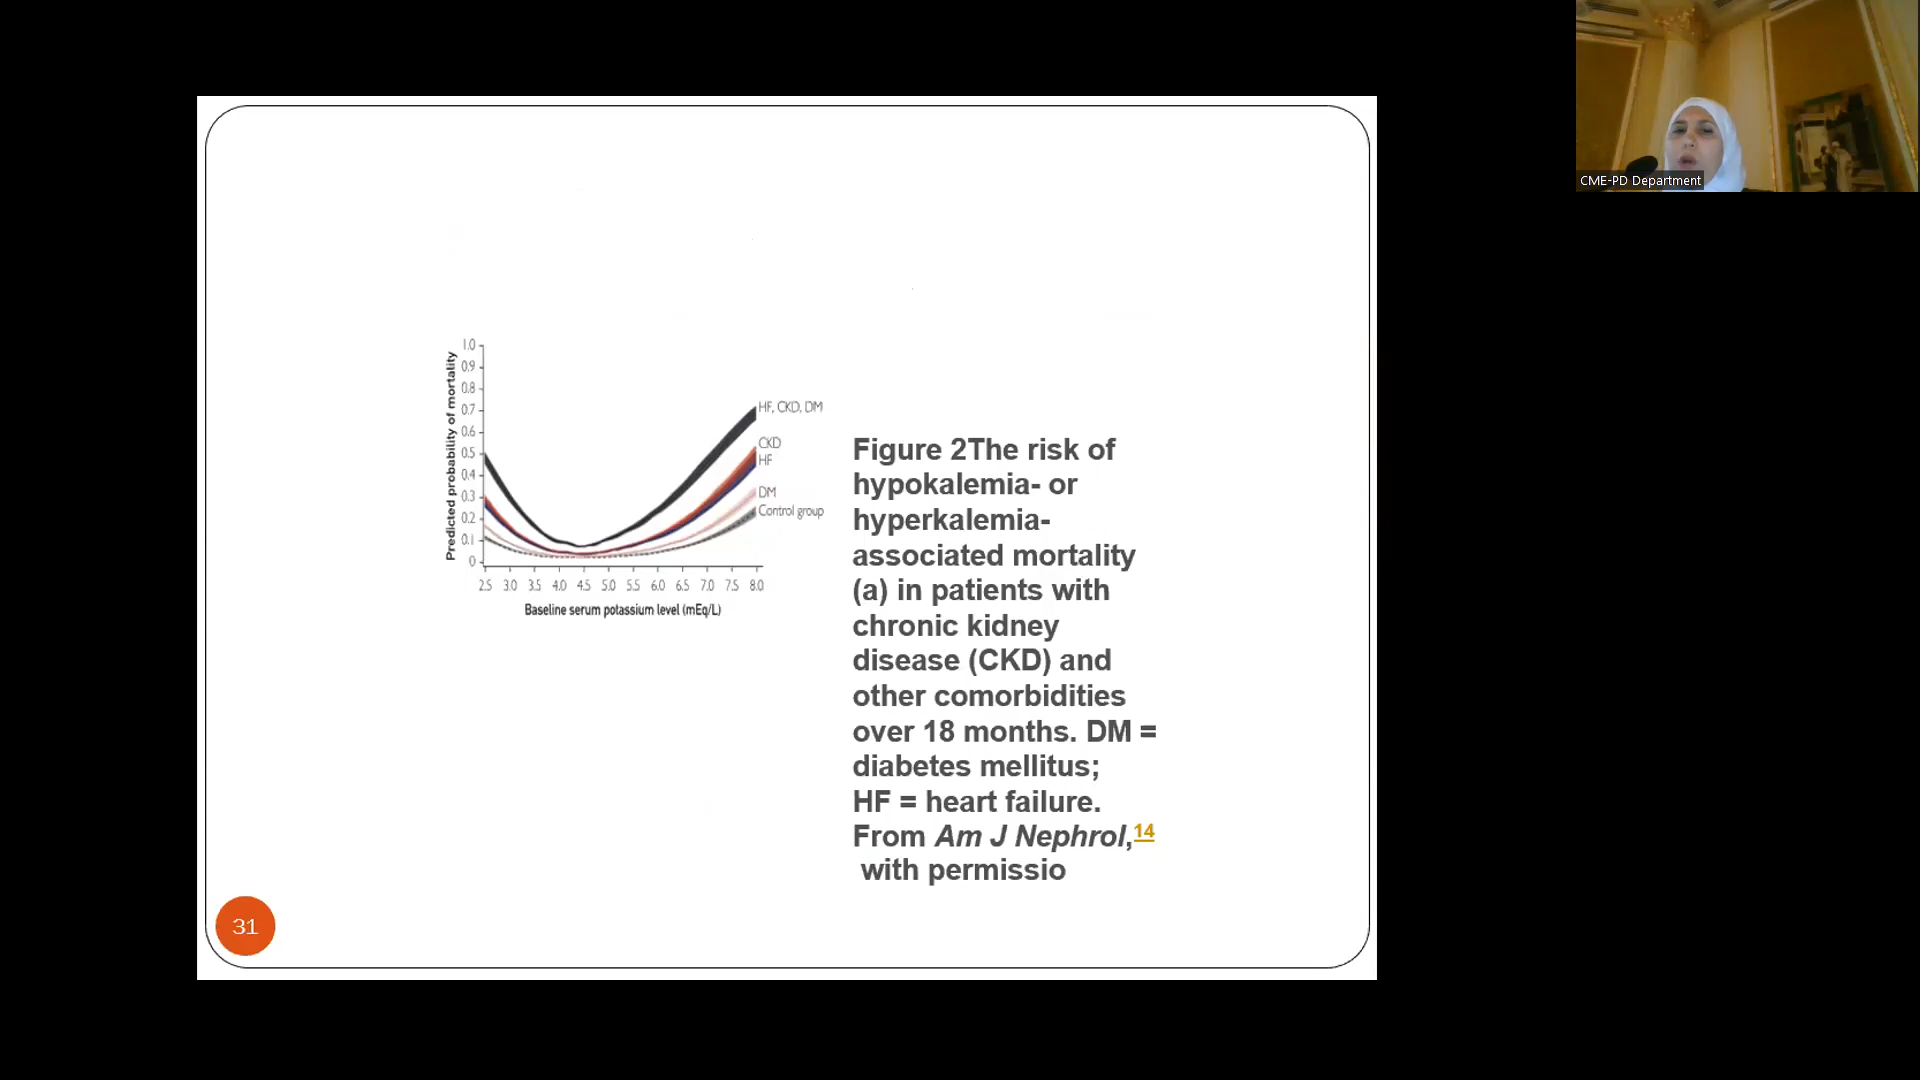 CME-PD Department
1.0
0.9
0.8
0.7
0.6
0.5
0.4
0.3
0.2
0.1
0
Predicted probability of mortality
HF, CKD, DM
CKD
HF
DM
Control group
2.5 3.0 3.5 4.0 4.5 5.0 5.5 6.0 6.5 7.0 7.5 8.0
Baseline serum potassium level (mEq/L)
Figure 2The risk of
hypokalemia- or
hyperkalemia-
associated mortality
(a) in patients with
chronic kidney
disease (CKD) and
other comorbidities
over 18 months. DM =
diabetes mellitus;
HF = heart failure.
From Am J Nephrol,14
with permissio
31